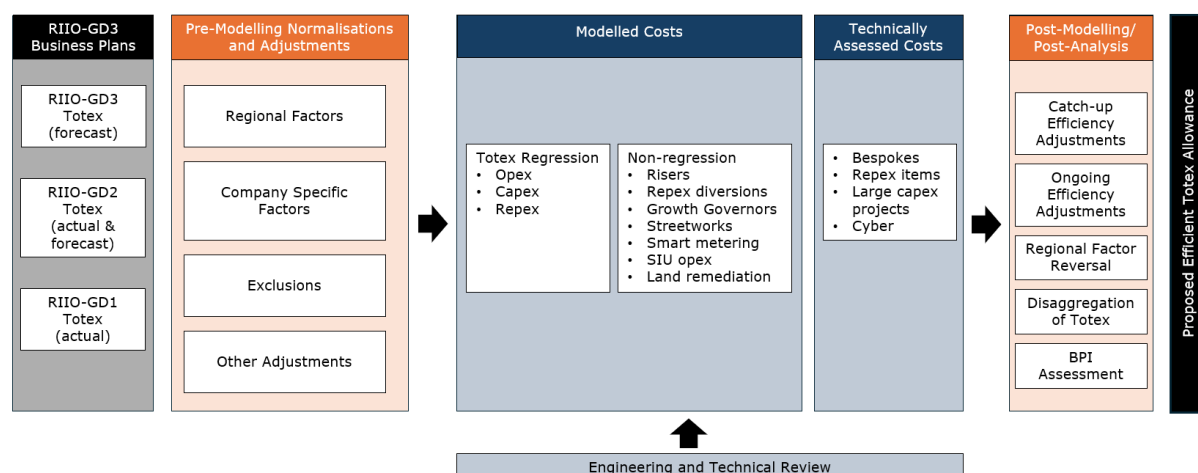 RIIO-GD3
Business Plans
RIIO-GD3
Totex
(forecast)
RIIO-GD2
Totex
(actual &
forecast)
RIIO-GD1
Totex
(actual)
Pre-Modelling Normalisations
and Adjustments
Regional Factors
Company Specific
Factors
Exclusions
Other Adjustments
Modelled Costs
Totex Regression
• Opex
• Capex
• Repex
Non-regression
• Risers
• Repex diversions
• Growth Governors
• Streetworks
• Smart metering
• SIU opex
• Land remediation
Technically
Assessed Costs
• Bespokes
• Repex items
• Large capex
projects
• Cyber
Post-Modelling/
Post-Analysis
Catch-up
Efficiency
Adjustments
Ongoing
Efficiency
Adjustments
Regional Factor
Reversal
Disaggregation
of Totex
BPI
Assessment
Proposed Efficient Totex Allowance
Engineering and Technical Review